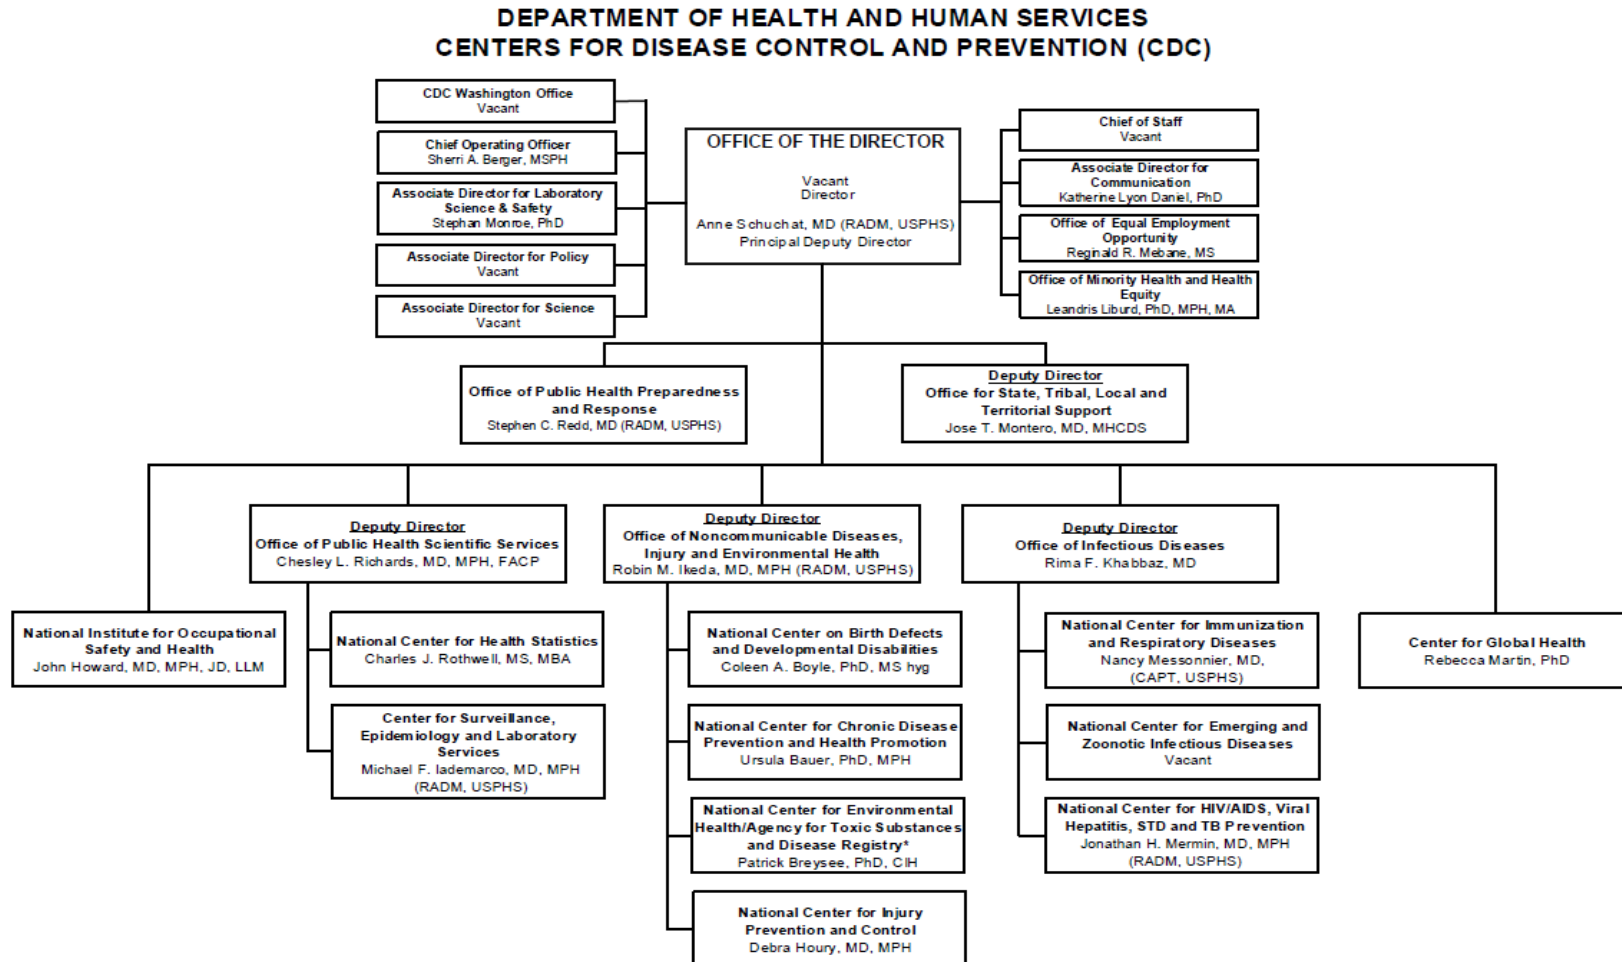 DEPARTMENT OF HEALTH AND HUMAN SERVICES
CENTERS FOR DISEASE CONTROL AND PREVENTION (CDC)
CDC Washington Office
Vacant
Chief Operating Officer
Sherri A. Berger, MSPH
Associate Director for Laboratory
Science & Safety
Stephan Monroe, PhD
Associate Director for Policy
Vacant
Associate Director for Science
Vacant
OFFICE OF THE DIRECTOR
Vacant
Director
Anne Schuchat, MD (RADM, USPHS)
Principal Deputy Director
Chief of Staff
Vacant
Associate Director for
Communication
Katherine Lyon Daniel, PhD
Office of Equal Employment
Opportunity
Reginald R. Mebane, MS
Office of Minority Health and Health
Equity
Leandris Liburd, PhD, MPH, MA
Office of Public Health Preparedness
and Response
Stephen C. Redd, MD (RADM, USPHS)
Deputy Director
Office for State, Tribal, Local and
Territorial Support
Jose T. Montero, MD, MHCDS
Deputy Director
Office of Public Health Scientific Services
Chesley L. Richards, MD, MPH, FACP
Deputy Director
Office of Noncommunicable Diseases,
Injury and Environmental Health
Robin M. Ikeda, MD, MPH (RADM, USPHS)
Deputy Director
Office of Infectious Diseases
Rima F. Khabbaz, MD
National Institute for Occupational
Safety and Health
John Howard, MD, MPH, JD, LLM
National Center for Health Statistics
Charles J. Rothwell, MS, MBA
Center for Surveillance,
Epidemiology and Laboratory
Services
Michael F. Iademarco, MD, MPH
(RADM, USPHS)
National Center on Birth Defects
and Developmental Disabilities
Coleen A. Boyle, PhD, MS hyg
National Center for Chronic Disease
Prevention and Health Promotion
Ursula Bauer, PhD, MPH
National Center for Environmental
Health/Agency for Toxic Substances
and Disease Registry*
Patrick Breysee, PhD, CIH
National Center for Injury
Prevention and Control
Debra Houry, MD, MPH
National Center for Immunization
and Respiratory Diseases
Nancy Messonnier, MD,
(CAPT, USPHS)
National Center for Emerging and
Zoonotic Infectious Diseases
Vacant
National Center for HIV/AIDS, Viral
Hepatitis, STD and TB Prevention
Jonathan H. Mermin, MD, MPH
(RADM, USPHS)
Center for Global Health
Rebecca Martin, PhD